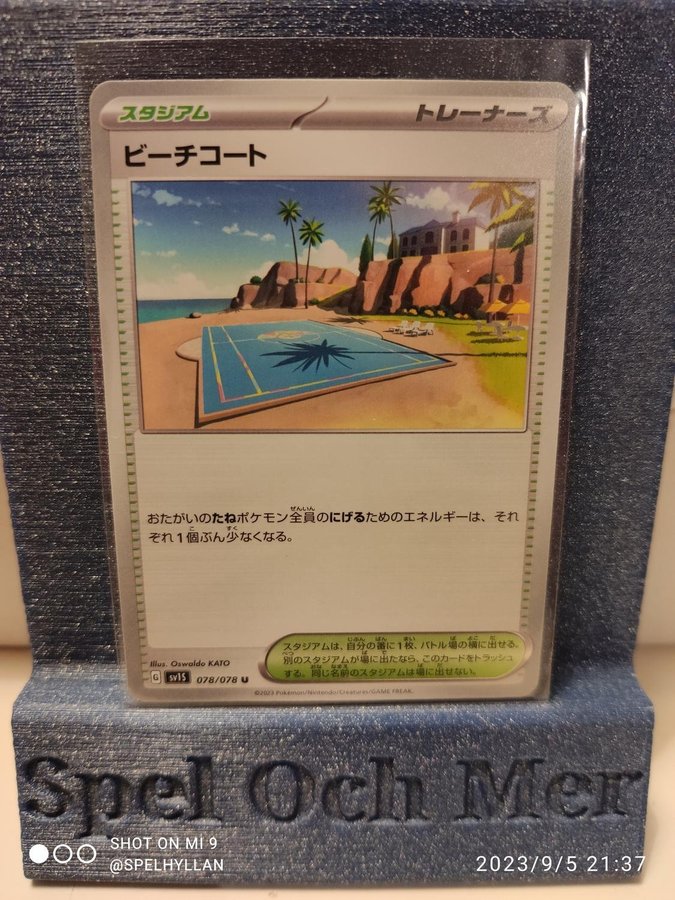 スタジアム トレーナーズ
ビーチコート
おたがいのたねポケモン全員のにげるためのエネルギーは、それ
ぞれ1個ぶん少なくなる。
スタジアムは、自分の番に1枚、バトル場の横に出せる。
別のスタジアムが場に出たなら、このカードをトラッシュ
する。同じ名前のスタジアムは場に出せない。
Illus. Oswaldo KATO
G sv1S 078/078 U
©2023 Pokémon/Nintendo/Creatures/GAME FREAK.
Spel Och Mer
SHOT ON MI 9
@SPELHYLLAN
2023/9/5 21:37